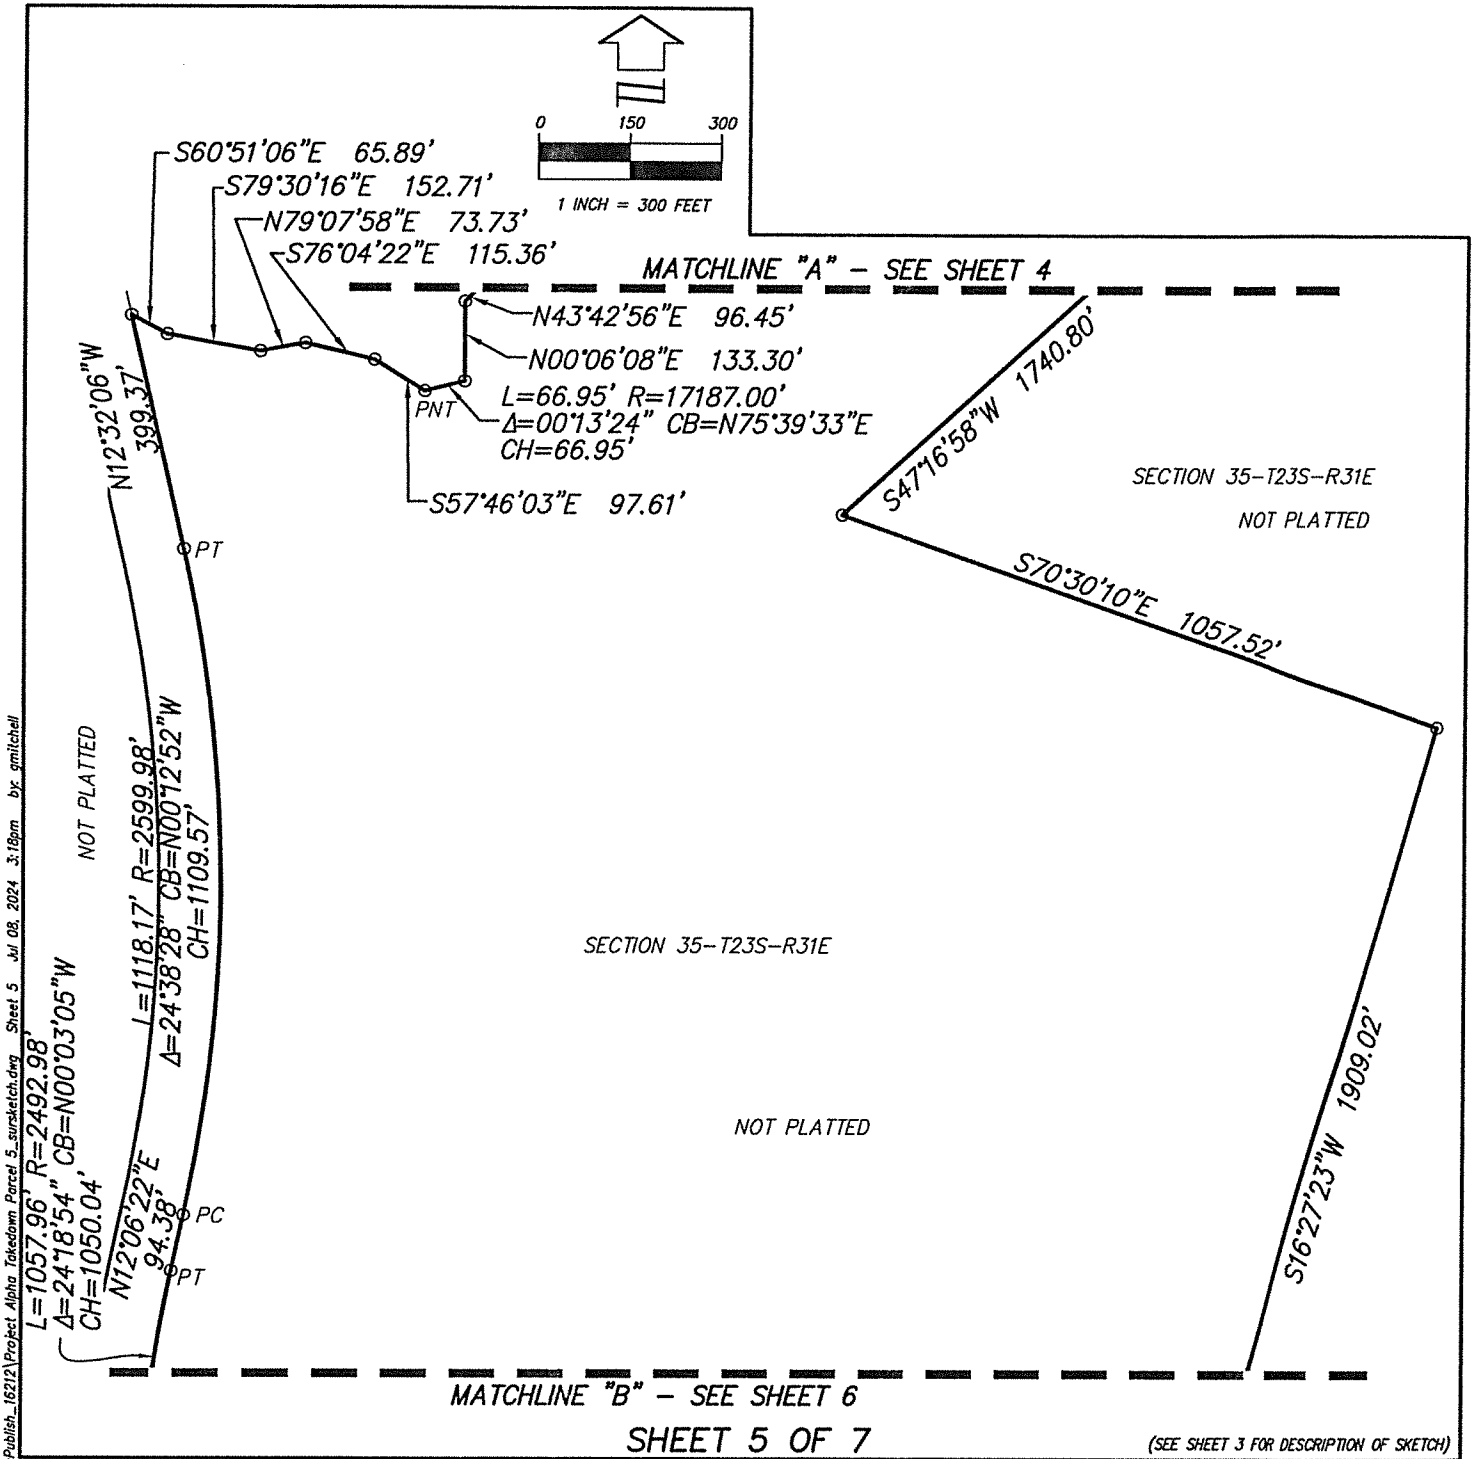 0 150 300
1 INCH = 300 FEET
S60°51'06"E 65.89'
S79°30'16"E 152.71'
N79°07'58"E 73.73'
S76°04'22"E 115.36'
MATCHLINE "A" - SEE SHEET 4
N43°42'56"E 96.45'
N00°06'08"E 133.30'
L=66.95' R=17187.00'
Δ=00°13'24" CB=N75°39'33"E
CH=66.95'
PNT
S57°46'03"E 97.61'
N12°32'06"W
399.37'
PT
S47°16'58"W 1740.80'
SECTION 35-T23S-R31E
NOT PLATTED
S70°30'10"E 1057.52'
NOT PLATTED
L=1118.17' R=2599.98'
Δ=24°38'28" CB=N00°12'52"W
CH=1109.57'
SECTION 35-T23S-R31E
NOT PLATTED
S16°27'23"W 1909.02'
L=1057.96' R=2492.98'
Δ=24°18'54" CB=N00°03'05"W
CH=1050.04'
N12°06'22"E
94.38'
PC
PT
MATCHLINE "B" - SEE SHEET 6
SHEET 5 OF 7
(SEE SHEET 3 FOR DESCRIPTION OF SKETCH)
Publish_16212\Project Alpha Takedown Parcel 5_sursketch.dwg Sheet 5 Jul 08, 2024 3:18pm by: gmitchell